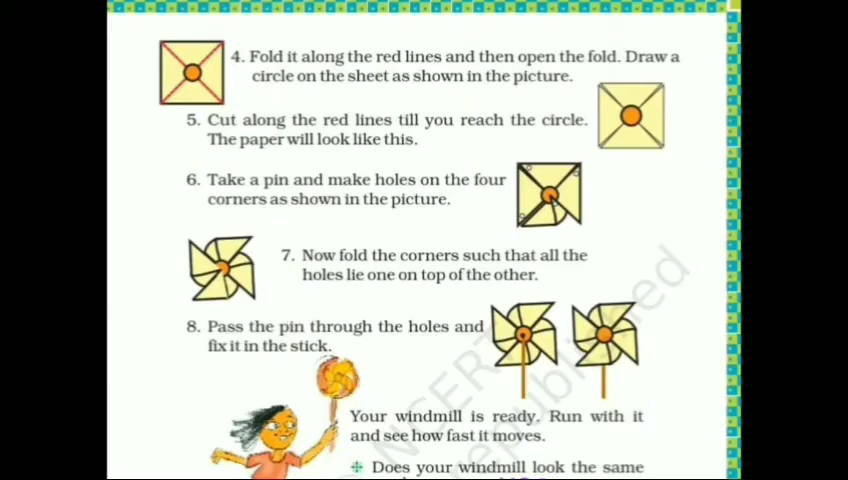 4. Fold it along the red lines and then open the fold. Draw a
circle on the sheet as shown in the picture.
5. Cut along the red lines till you reach the circle.
The paper will look like this.
6. Take a pin and make holes on the four
corners as shown in the picture.
7. Now fold the corners such that all the
holes lie one on top of the other.
8. Pass the pin through the holes and
fix it in the stick.
Your windmill is ready. Run with it
and see how fast it moves.
Does your windmill look the same
NCERT
republished